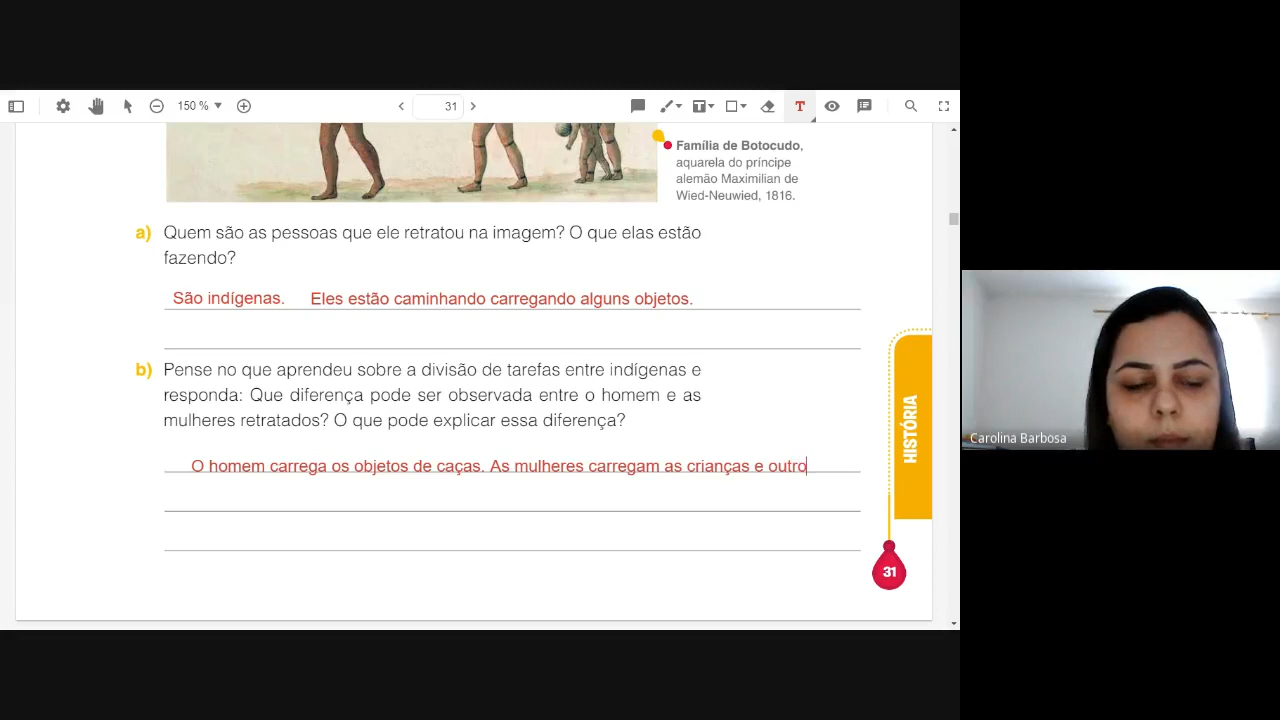 150 %
31
Família de Botocudo,
aquarela do príncipe
alemão Maximilian de
Wied-Neuwied, 1816.
a) Quem são as pessoas que ele retratou na imagem? O que elas estão
fazendo?
São indígenas. Eles estão caminhando carregando alguns objetos.
b) Pense no que aprendeu sobre a divisão de tarefas entre indígenas e
responda: Que diferença pode ser observada entre o homem e as
mulheres retratados? O que pode explicar essa diferença?
O homem carrega os objetos de caças. As mulheres carregam as crianças e outro
HISTÓRIA
31
Carolina Barbosa